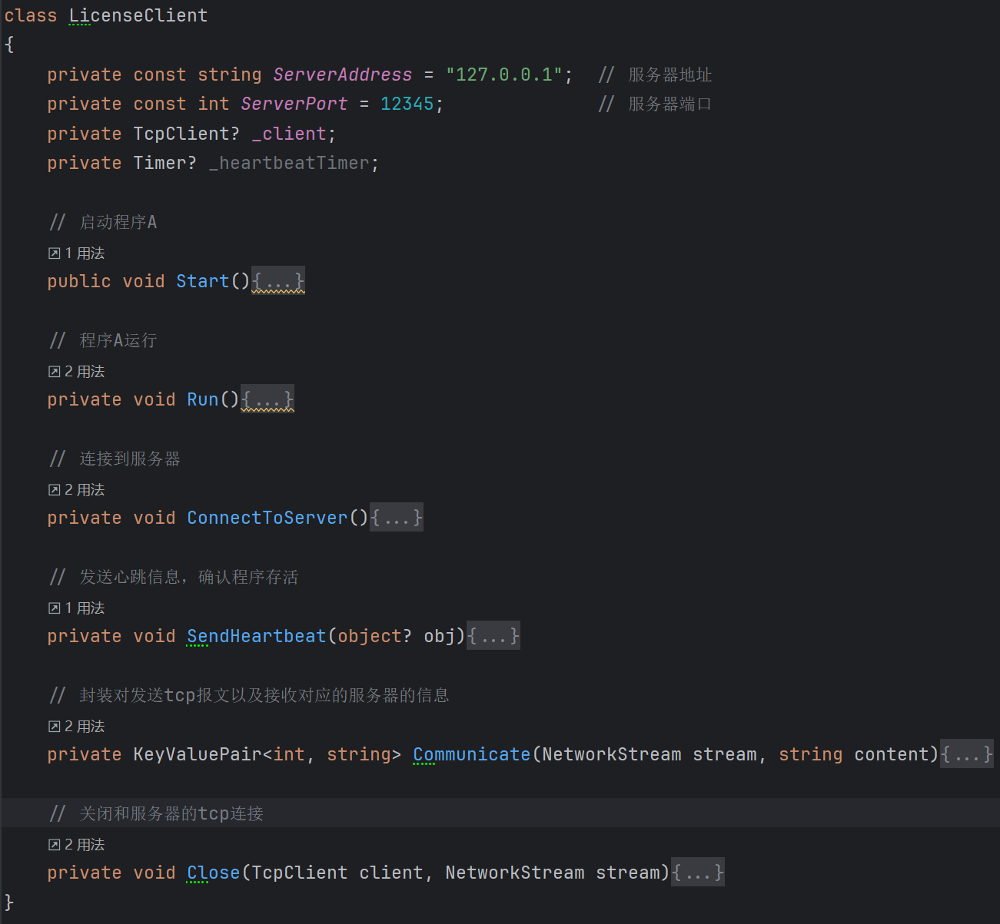 class LicenseClient
{
    private const string ServerAddress = "127.0.0.1";  // 服务器地址
    private const int ServerPort = 12345;              // 服务器端口
    private TcpClient? _client;
    private Timer? _heartbeatTimer;
    // 启动程序A
    1 用法
    public void Start(){...}
    // 程序A运行
    2 用法
    private void Run(){...}
    // 连接到服务器
    2 用法
    private void ConnectToServer(){...}
    // 发送心跳信息，确认程序存活
    1 用法
    private void SendHeartbeat(object? obj){...}
    // 封装对发送tcp报文以及接收对应的服务器的信息
    2 用法
    private KeyValuePair<int, string> Communicate(NetworkStream stream, string content){...}
    // 关闭和服务器的tcp连接
    2 用法
    private void Close(TcpClient client, NetworkStream stream){...}
}